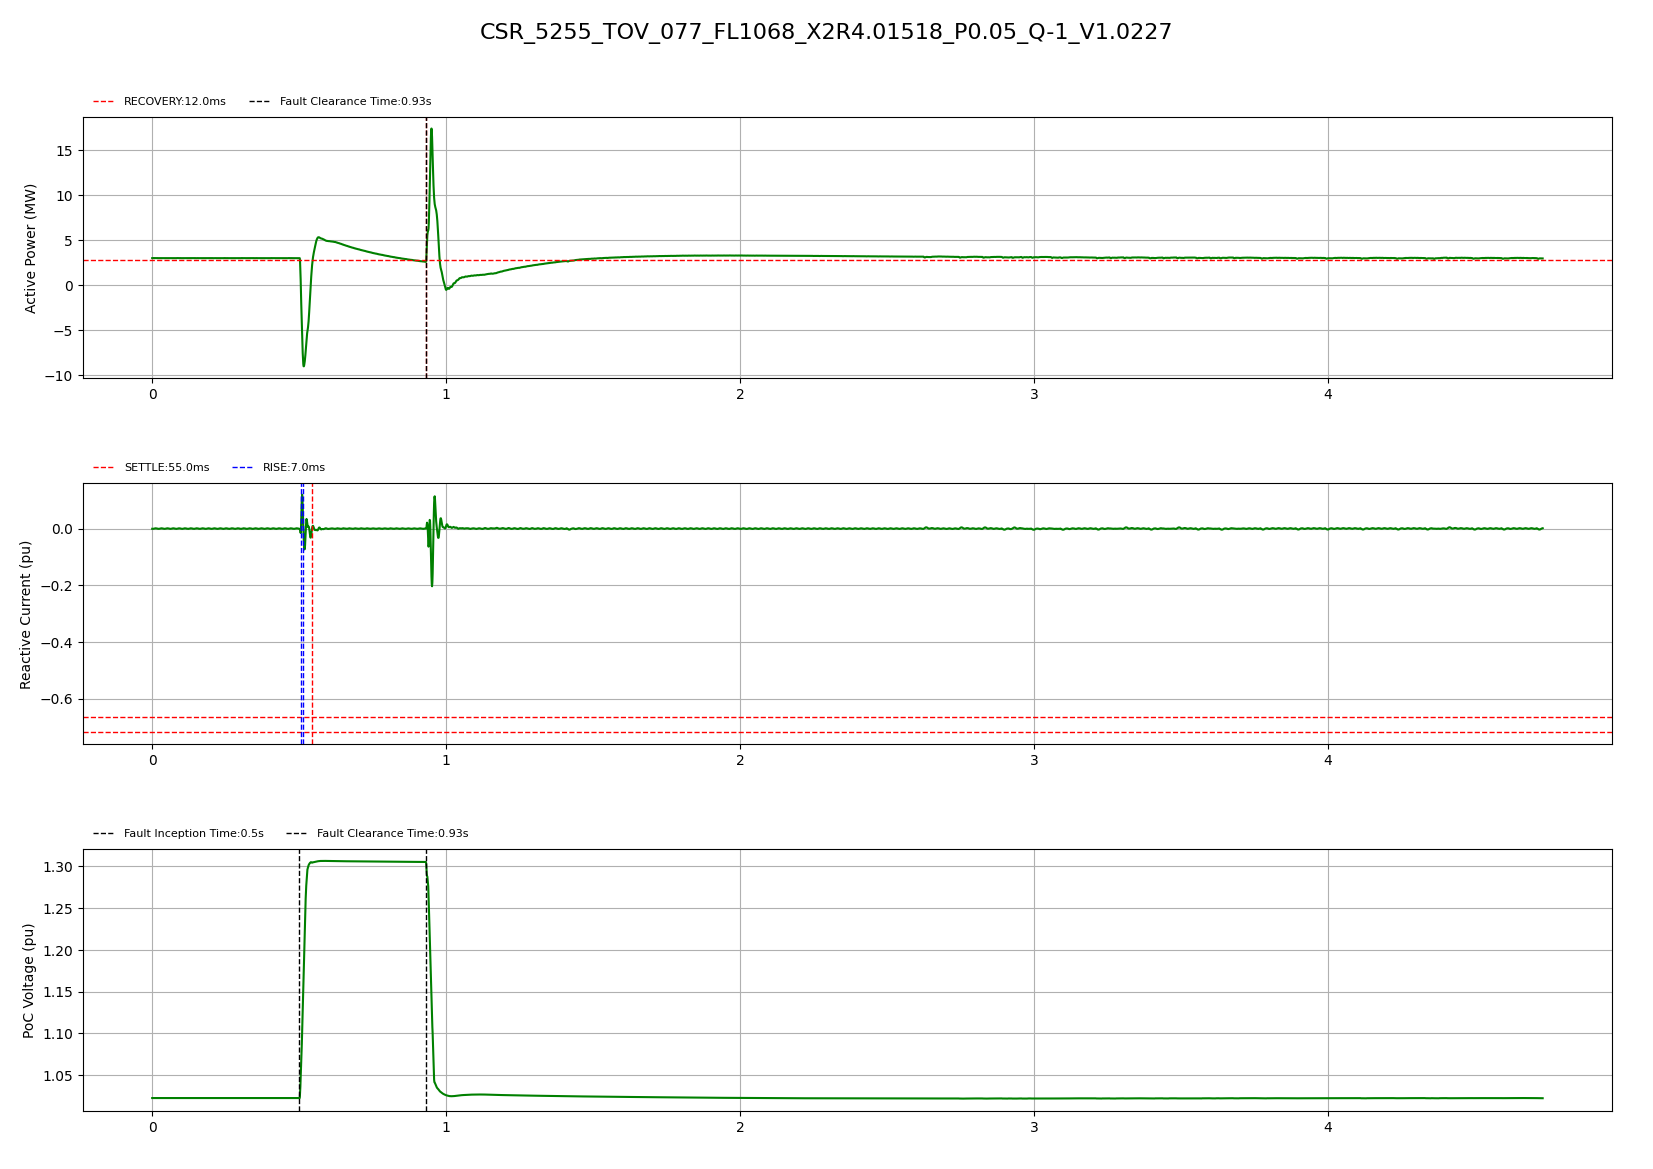 CSR_5255_TOV_077_FL1068_X2R4.01518_P0.05_Q-1_V1.0227
RECOVERY:12.0ms Fault Clearance Time:0.93s
Active Power (MW)
15
10
5
0
−5
−10
0 1 2 3 4
SETTLE:55.0ms RISE:7.0ms
Reactive Current (pu)
0.0
−0.2
−0.4
−0.6
0 1 2 3 4
Fault Inception Time:0.5s Fault Clearance Time:0.93s
PoC Voltage (pu)
1.30
1.25
1.20
1.15
1.10
1.05
0 1 2 3 4